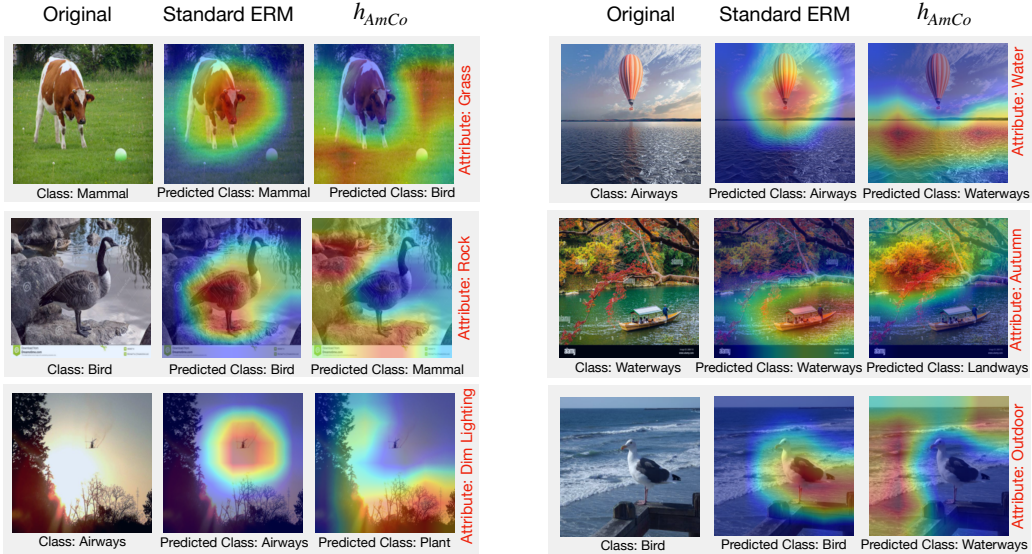 Original Standard ERM h_AmCo
Attribute: Grass
Class: Mammal Predicted Class: Mammal Predicted Class: Bird
Attribute: Rock
Class: Bird Predicted Class: Bird Predicted Class: Mammal
Attribute: Dim Lighting
Class: Airways Predicted Class: Airways Predicted Class: Plant
Original Standard ERM h_AmCo
Attribute: Water
Class: Airways Predicted Class: Airways Predicted Class: Waterways
Attribute: Autumn
alamy
Class: Waterways Predicted Class: Waterways Predicted Class: Landways
Attribute: Outdoor
Class: Bird Predicted Class: Bird Predicted Class: Waterways